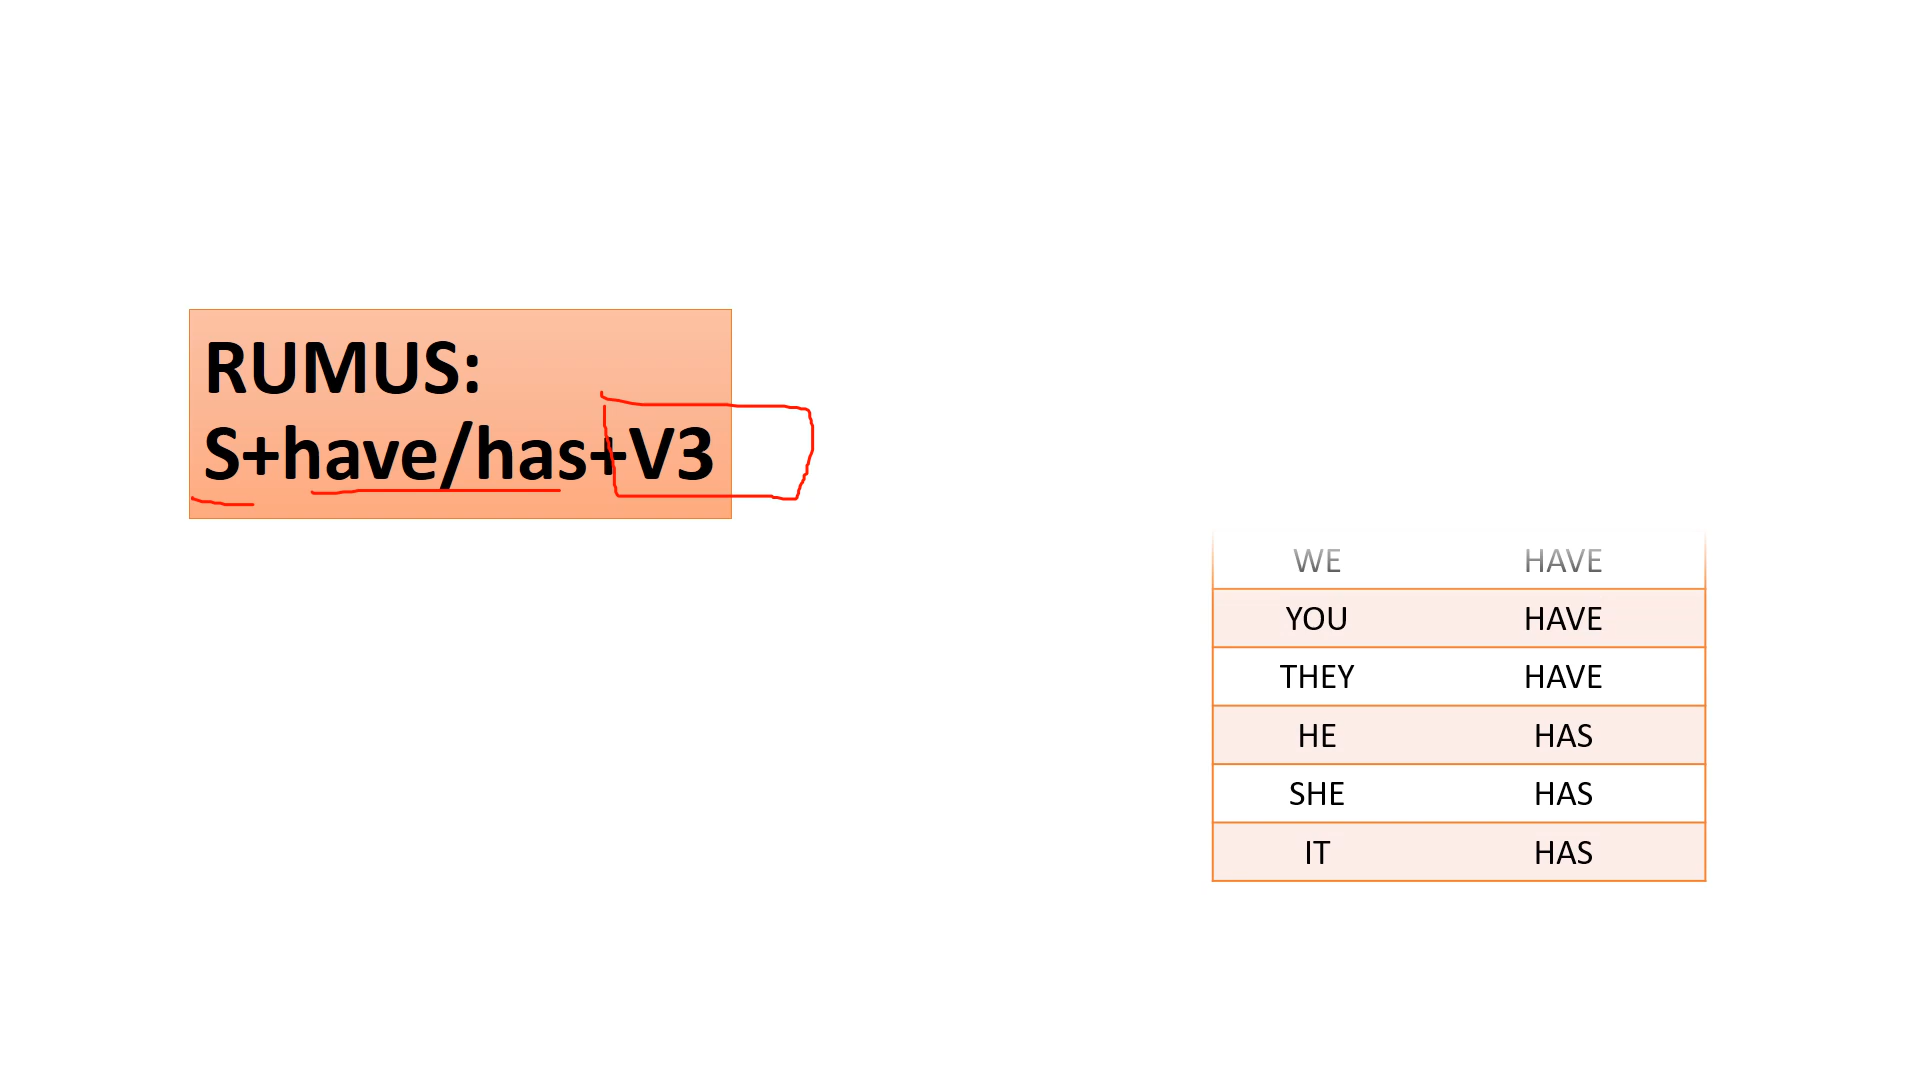 RUMUS:
S+have/has+V3
WE HAVE
YOU HAVE
THEY HAVE
HE HAS
SHE HAS
IT HAS